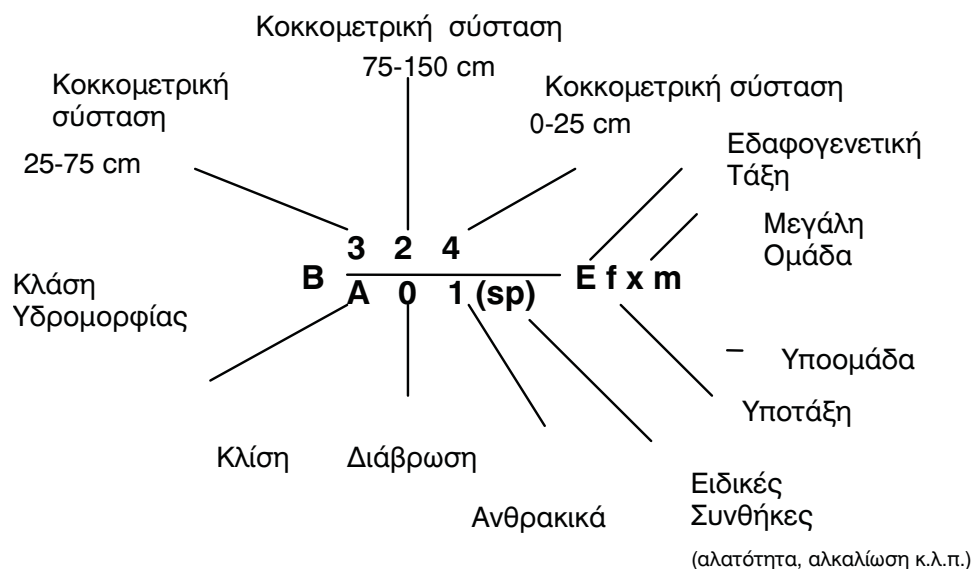 Κοκκομετρική σύσταση
75-150 cm
Κοκκομετρική
σύσταση
25-75 cm
Κοκκομετρική σύσταση
0-25 cm
Εδαφογενετική
Τάξη
Μεγάλη
Ομάδα
3 2 4
B
E f x m
A 0 1 (sp)
Κλάση
Υδρομορφίας
Υποομάδα
Υποτάξη
Κλίση
Διάβρωση
Ανθρακικά
Ειδικές
Συνθήκες
(αλατότητα, αλκαλίωση κ.λ.π.)